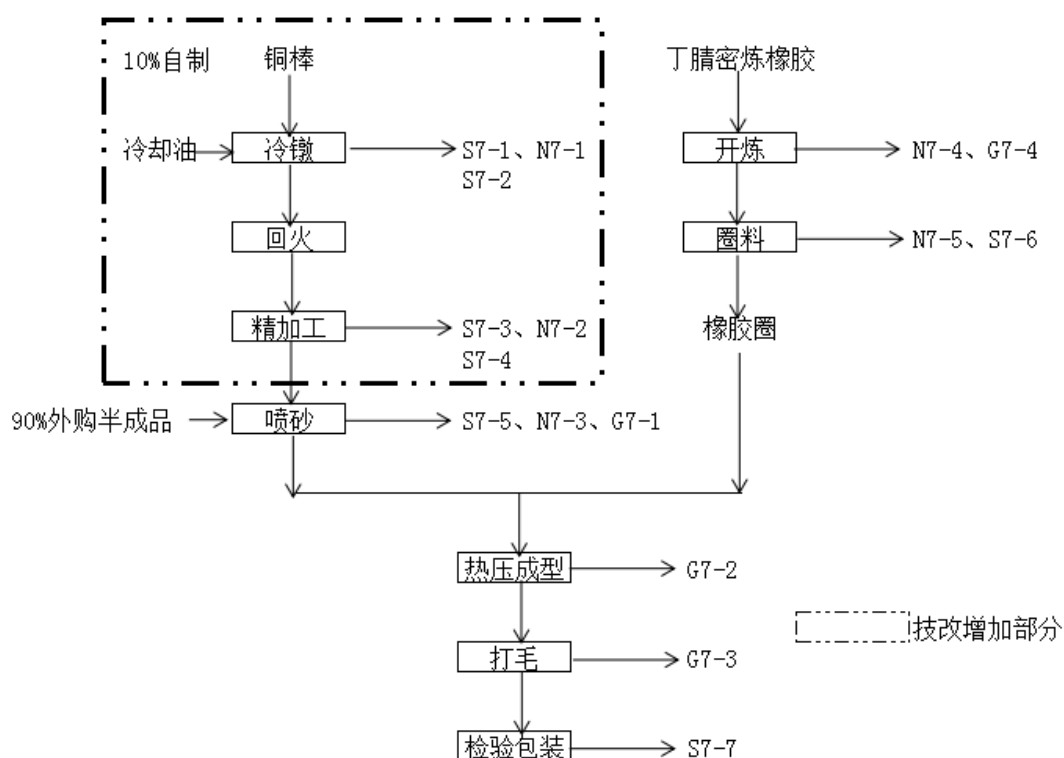 10%自制
铜棒
丁腈密炼橡胶
冷却油
冷镦
S7-1、N7-1
S7-2
开炼
N7-4、G7-4
回火
圈料
N7-5、S7-6
精加工
S7-3、N7-2
S7-4
橡胶圈
90%外购半成品
喷砂
S7-5、N7-3、G7-1
热压成型
G7-2
技改增加部分
打毛
G7-3
检验包装
S7-7